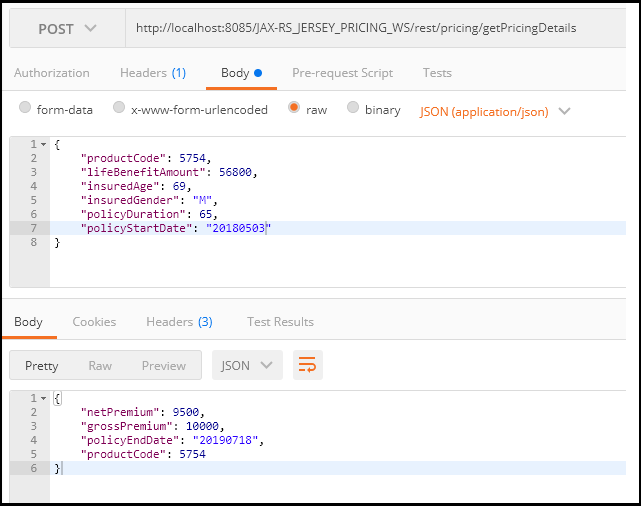 POST http://localhost:8085/JAX-RS_JERSEY_PRICING_WS/rest/pricing/getPricingDetails
Authorization Headers (1) Body Pre-request Script Tests
form-data x-www-form-urlencoded raw binary JSON (application/json)
1 {
2 "productCode": 5754,
3 "lifeBenefitAmount": 56800,
4 "insuredAge": 69,
5 "insuredGender": "M",
6 "policyDuration": 65,
7 "policyStartDate": "20180503"
8 }
Body Cookies Headers (3) Test Results
Pretty Raw Preview JSON
1 {
2 "netPremium": 9500,
3 "grossPremium": 10000,
4 "policyEndDate": "20190718",
5 "productCode": 5754
6 }